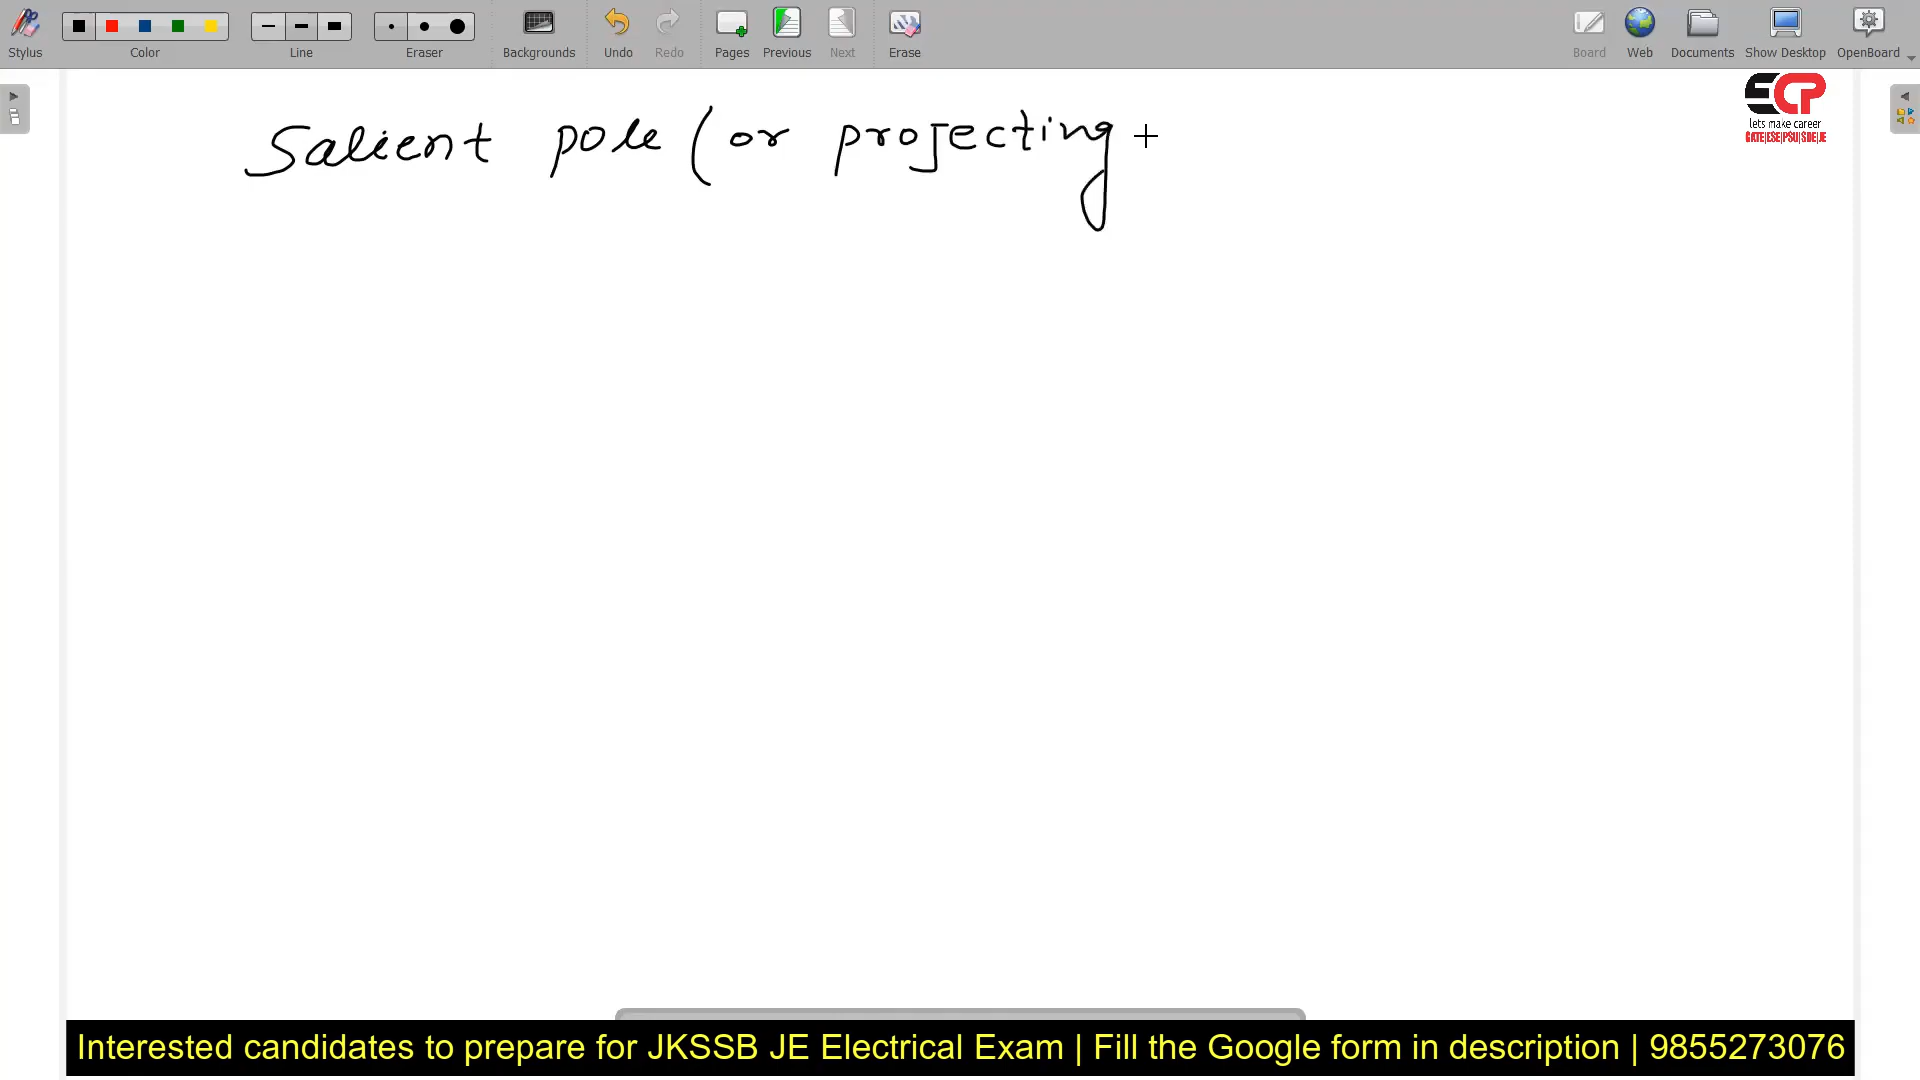 Stylus Color Line Eraser Backgrounds Undo Redo Pages Previous Next Erase Board Web Documents Show Desktop OpenBoard
ECP
lets make career
GATE|ESE|PSU|SDE|JE
Salient pole (or projecting
Interested candidates to prepare for JKSSB JE Electrical Exam | Fill the Google form in description | 9855273076